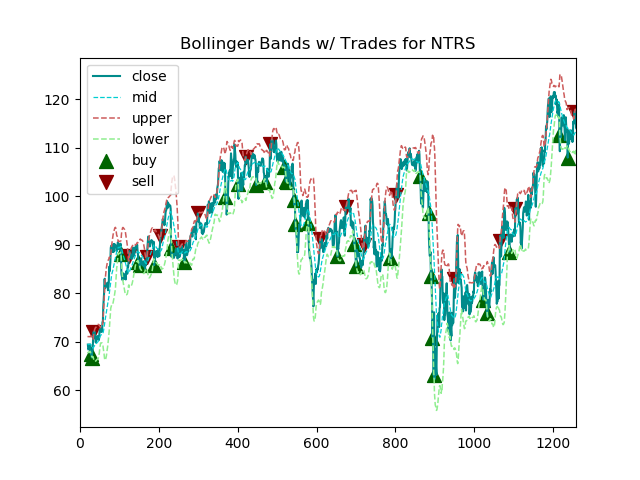 Bollinger Bands w/ Trades for NTRS
close
mid
upper
lower
buy
sell
120
110
100
90
80
70
60
0 200 400 600 800 1000 1200